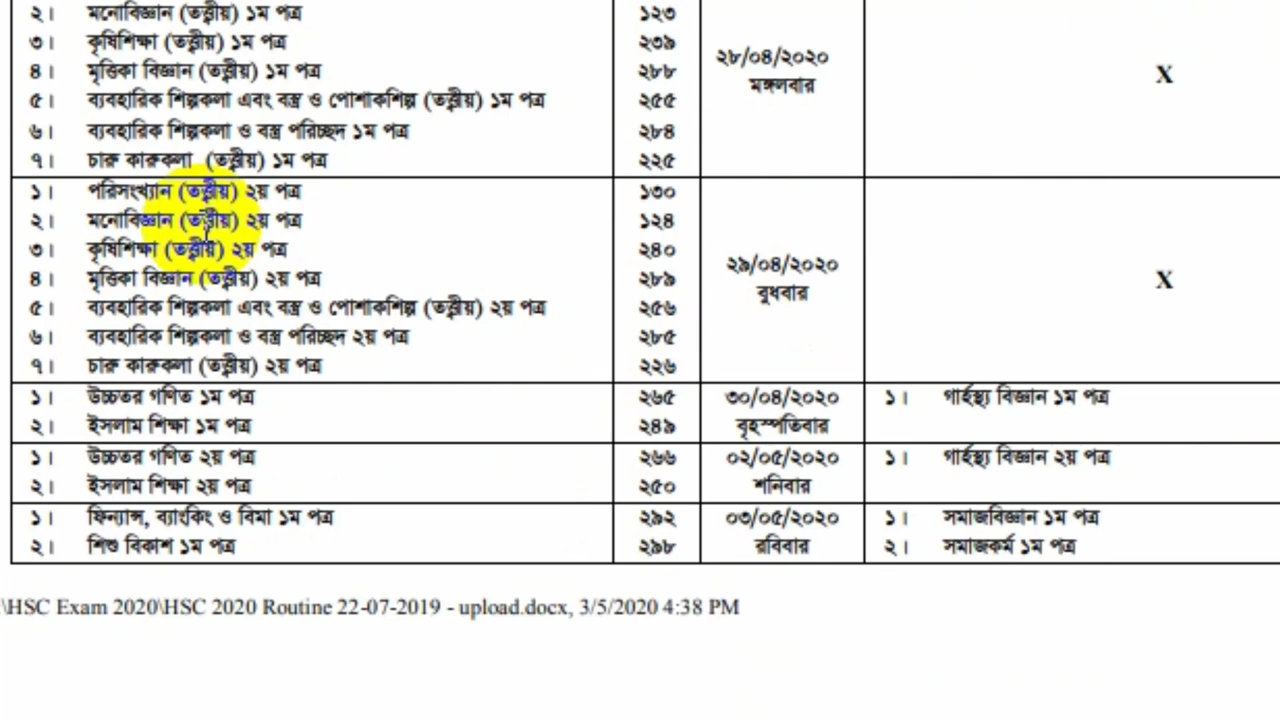 ২। মনোবিজ্ঞান (তত্ত্বীয়) ১ম পত্র ১২৩
৩। কৃষিশিক্ষা (তত্ত্বীয়) ১ম পত্র ২৩৯
২৮/০৪/২০২০
৪। মৃত্তিকা বিজ্ঞান (তত্ত্বীয়) ১ম পত্র ২৮৮ X
মঙ্গলবার
৫। ব্যবহারিক শিল্পকলা এবং বস্ত্র ও পোশাকশিল্প (তত্ত্বীয়) ১ম পত্র ২৫৫
৬। ব্যবহারিক শিল্পকলা ও বস্ত্র পরিচ্ছদ ১ম পত্র ২৮৪
৭। চারু কারুকলা (তত্ত্বীয়) ১ম পত্র ২২৫
১। পরিসংখ্যান (তত্ত্বীয়) ২য় পত্র ১৩০
২। মনোবিজ্ঞান (তত্ত্বীয়) ২য় পত্র ১২৪
৩। কৃষিশিক্ষা (তত্ত্বীয়) ২য় পত্র ২৪০
২৯/০৪/২০২০
৪। মৃত্তিকা বিজ্ঞান (তত্ত্বীয়) ২য় পত্র ২৮৯ X
বুধবার
৫। ব্যবহারিক শিল্পকলা এবং বস্ত্র ও পোশাকশিল্প (তত্ত্বীয়) ২য় পত্র ২৫৬
৬। ব্যবহারিক শিল্পকলা ও বস্ত্র পরিচ্ছদ ২য় পত্র ২৮৫
৭। চারু কারুকলা (তত্ত্বীয়) ২য় পত্র ২২৬
১। উচ্চতর গণিত ১ম পত্র ২৬৫ ৩০/০৪/২০২০ ১। গার্হস্থ্য বিজ্ঞান ১ম পত্র
২। ইসলাম শিক্ষা ১ম পত্র ২৪৯ বৃহস্পতিবার
১। উচ্চতর গণিত ২য় পত্র ২৬৬ ০২/০৫/২০২০ ১। গার্হস্থ্য বিজ্ঞান ২য় পত্র
২। ইসলাম শিক্ষা ২য় পত্র ২৫০ শনিবার
১। ফিন্যান্স, ব্যাংকিং ও বিমা ১ম পত্র ২৯২ ০৩/০৫/২০২০ ১। সমাজবিজ্ঞান ১ম পত্র
২। শিশু বিকাশ ১ম পত্র ২৯৮ রবিবার ২। সমাজকর্ম ১ম পত্র
\HSC Exam 2020\HSC 2020 Routine 22-07-2019 - upload.docx, 3/5/2020 4:38 PM